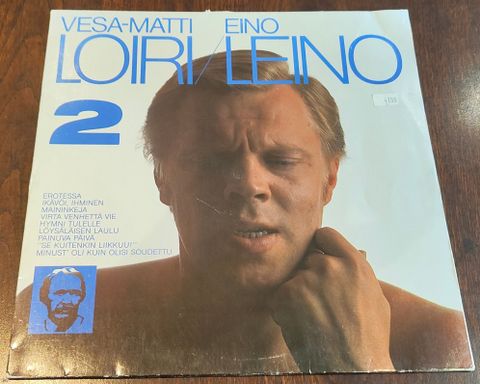 VESA-MATTI EINO
LOIRI/LEINO
2
EROTESSA
IKÄVÖI, IHMINEN
MAININKEJA
VIRTA VENHETTÄ VIE
HYMNI TULELLE
LÖYSÄLÄISEN LAULU
PAINUVA PÄIVÄ
"SE KUITENKIN LIIKKUU!"
MINUST' OLI KUIN OLISI SOUDETTU